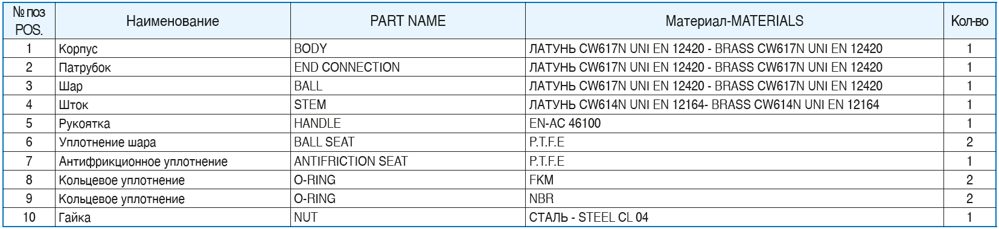 № поз POS. Наименование PART NAME Материал-MATERIALS Кол-во
1 Корпус BODY ЛАТУНЬ CW617N UNI EN 12420 - BRASS CW617N UNI EN 12420 1
2 Патрубок END CONNECTION ЛАТУНЬ CW617N UNI EN 12420 - BRASS CW617N UNI EN 12420 1
3 Шар BALL ЛАТУНЬ CW617N UNI EN 12420 - BRASS CW617N UNI EN 12420 1
4 Шток STEM ЛАТУНЬ CW614N UNI EN 12164- BRASS CW614N UNI EN 12164 1
5 Рукоятка HANDLE EN-AC 46100 1
6 Уплотнение шара BALL SEAT P.T.F.E 2
7 Антифрикционное уплотнение ANTIFRICTION SEAT P.T.F.E 1
8 Кольцевое уплотнение O-RING FKM 2
9 Кольцевое уплотнение O-RING NBR 2
10 Гайка NUT СТАЛЬ - STEEL CL 04 1